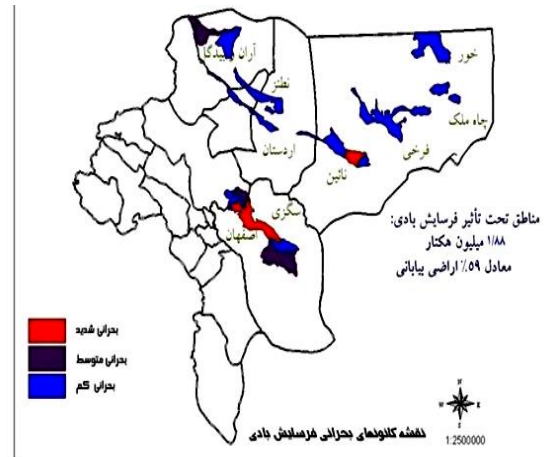 خور
آران و بیدگل
نطنز
چاه ملک
فرخی
اردستان
نائین
سگزی
اصفهان
مناطق تحت تأثیر فرسایش بادی:
۱/۸۸ میلیون هکتار
معادل ۵۹٪ اراضی بیابانی
بحرانی شدید
بحرانی متوسط
بحرانی کم
نقشه کانونهای بحرانی فرسایش بادی
1:2500000